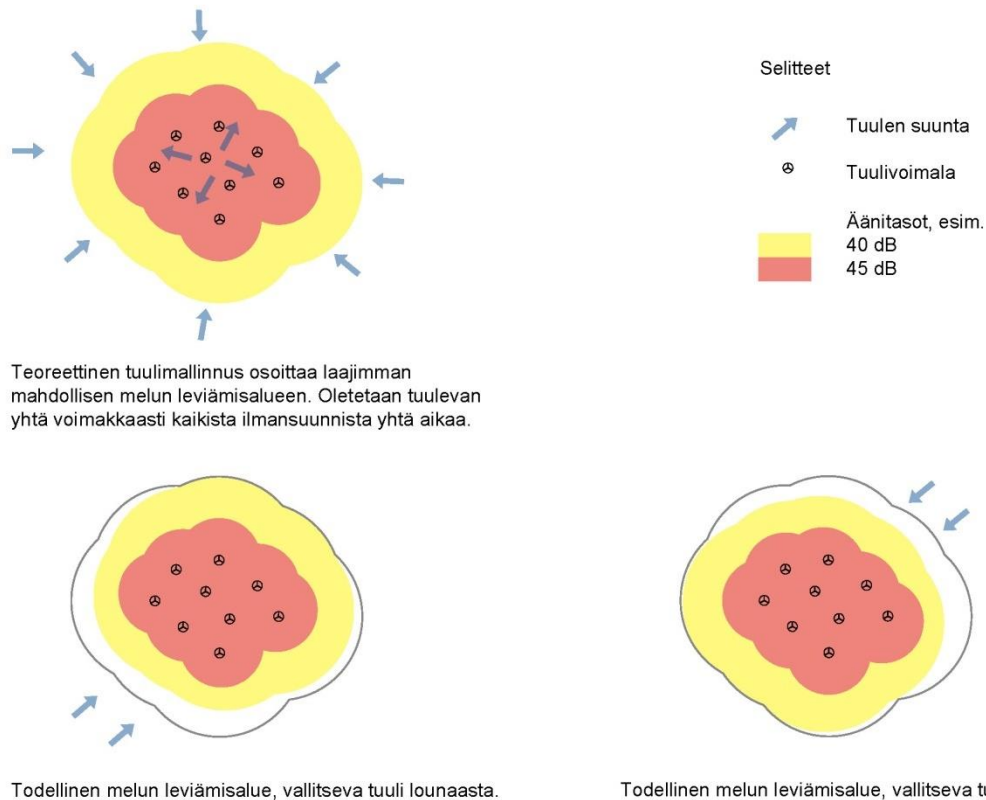 Selitteet
Tuulen suunta
Tuulivoimala
Äänitasot, esim.
40 dB
45 dB
Teoreettinen tuulimallinnus osoittaa laajimman
mahdollisen melun leviämisalueen. Oletetaan tuulevan
yhtä voimakkaasti kaikista ilmansuunnista yhtä aikaa.
Todellinen melun leviämisalue, vallitseva tuuli lounaasta.
Todellinen melun leviämisalue, vallitseva